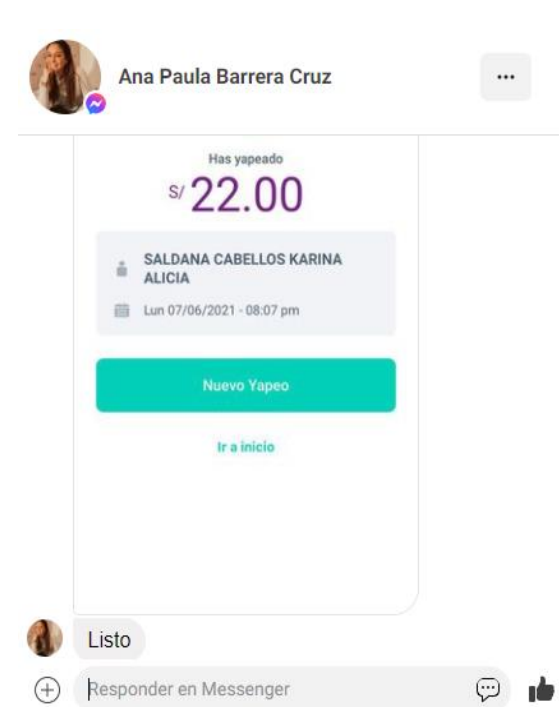 Ana Paula Barrera Cruz
Has yapeado
S/ 22.00
SALDANA CABELLOS KARINA
ALICIA
Lun 07/06/2021 - 08:07 pm
Nuevo Yapeo
Ir a inicio
Listo
Responder en Messenger